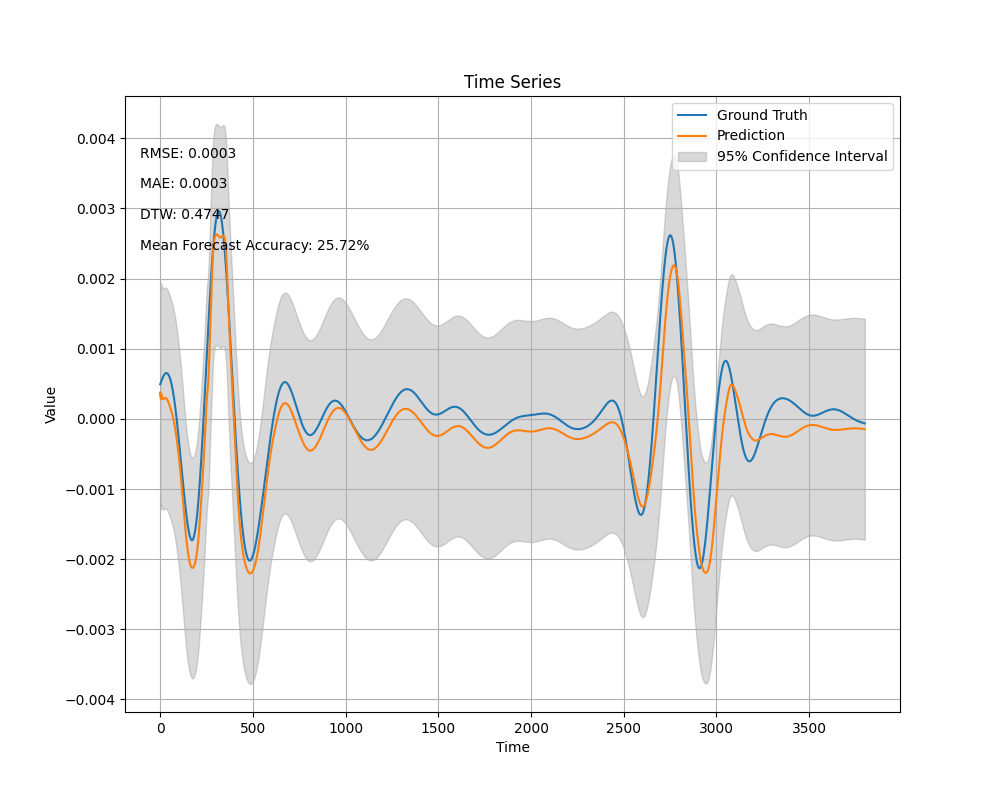 Time Series
Ground Truth
Prediction
95% Confidence Interval
RMSE: 0.0003
MAE: 0.0003
DTW: 0.4747
Mean Forecast Accuracy: 25.72%
0.004
0.003
0.002
0.001
0.000
−0.001
−0.002
−0.003
−0.004
Value
0 500 1000 1500 2000 2500 3000 3500
Time